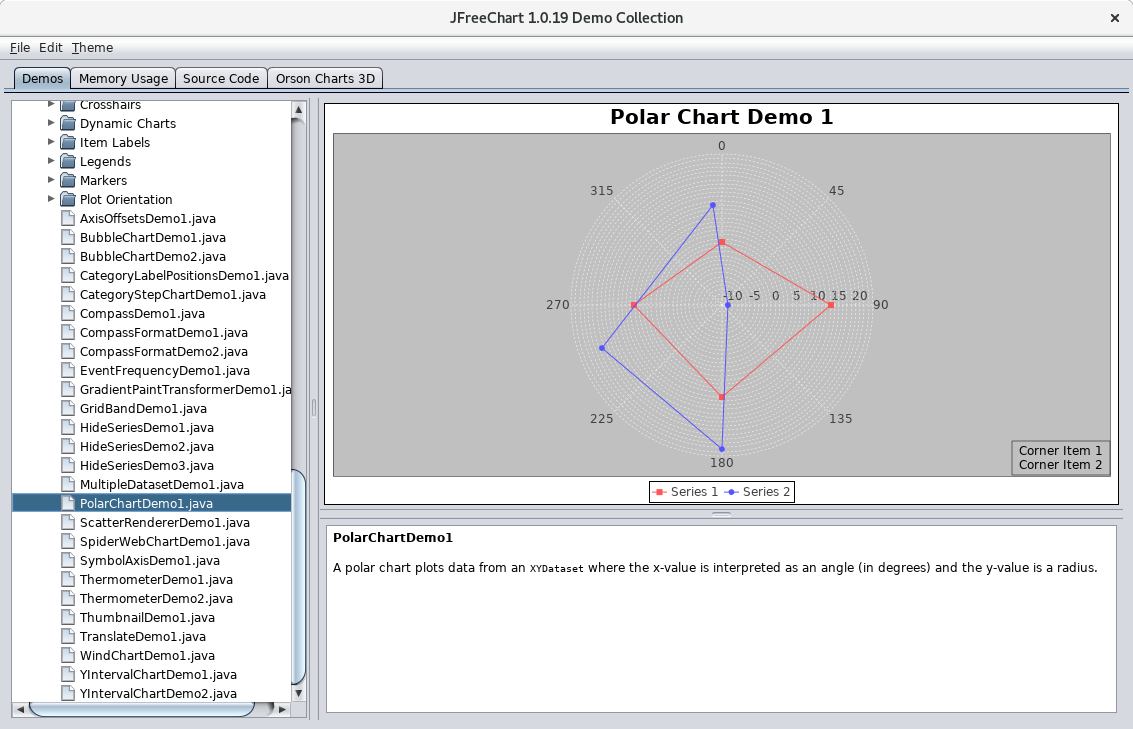 JFreeChart 1.0.19 Demo Collection
File Edit Theme
Demos Memory Usage Source Code Orson Charts 3D
Crosshairs
Dynamic Charts
Item Labels
Legends
Markers
Plot Orientation
AxisOffsetsDemo1.java
BubbleChartDemo1.java
BubbleChartDemo2.java
CategoryLabelPositionsDemo1.java
CategoryStepChartDemo1.java
CompassDemo1.java
CompassFormatDemo1.java
CompassFormatDemo2.java
EventFrequencyDemo1.java
GradientPaintTransformerDemo1.ja
GridBandDemo1.java
HideSeriesDemo1.java
HideSeriesDemo2.java
HideSeriesDemo3.java
MultipleDatasetDemo1.java
PolarChartDemo1.java
ScatterRendererDemo1.java
SpiderWebChartDemo1.java
SymbolAxisDemo1.java
ThermometerDemo1.java
ThermometerDemo2.java
ThumbnailDemo1.java
TranslateDemo1.java
WindChartDemo1.java
YIntervalChartDemo1.java
YIntervalChartDemo2.java
Polar Chart Demo 1
0
315 45
-10 -5 0 5 10 15 20
270 90
225 135
180
Corner Item 1
Corner Item 2
Series 1 Series 2
PolarChartDemo1
A polar chart plots data from an XYDataset where the x-value is interpreted as an angle (in degrees) and the y-value is a radius.